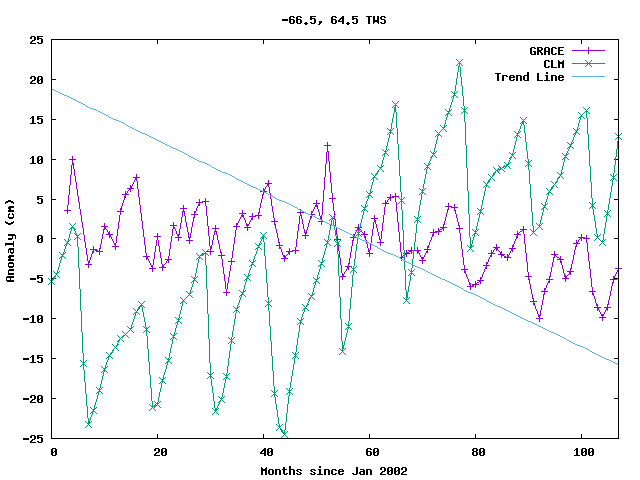 -66.5, 64.5 TWS
GRACE
CLM
Trend Line
25
20
15
10
5
0
-5
-10
-15
-20
-25
Anomaly (cm)
0 20 40 60 80 100
Months since Jan 2002